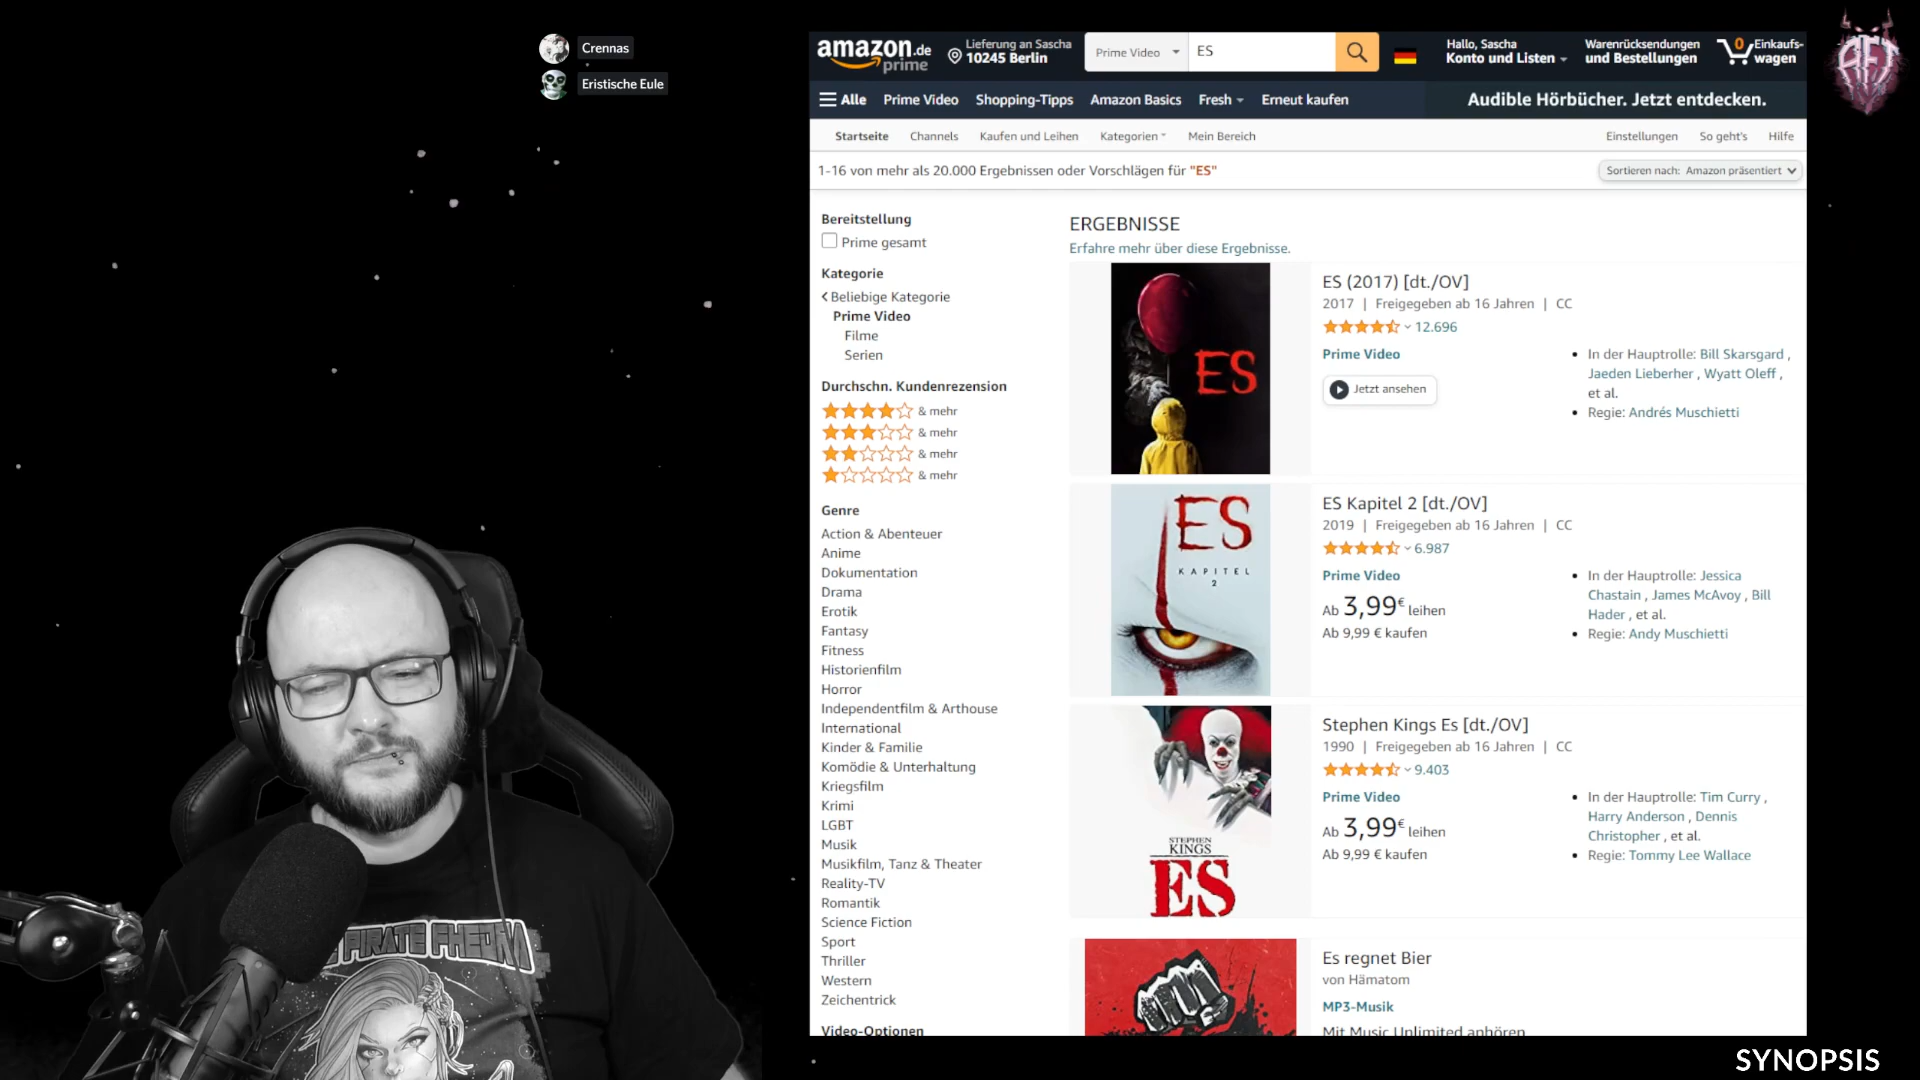 Crennas
Eristische Eule
amazon.de
prime
Lieferung an Sascha
10245 Berlin
Prime Video
ES
Hallo, Sascha
Konto und Listen
Warenrücksendungen
und Bestellungen
0
Einkaufs-
wagen
Alle
Prime Video
Shopping-Tipps
Amazon Basics
Fresh
Erneut kaufen
Audible Hörbücher. Jetzt entdecken.
Startseite
Channels
Kaufen und Leihen
Kategorien
Mein Bereich
Einstellungen
So geht's
Hilfe
1-16 von mehr als 20.000 Ergebnissen oder Vorschlägen für "ES"
Sortieren nach: Amazon präsentiert
Bereitstellung
Prime gesamt
Kategorie
Beliebige Kategorie
Prime Video
Filme
Serien
Durchschn. Kundenrezension
& mehr
& mehr
& mehr
& mehr
Genre
Action & Abenteuer
Anime
Dokumentation
Drama
Erotik
Fantasy
Fitness
Historienfilm
Horror
Independentfilm & Arthouse
International
Kinder & Familie
Komödie & Unterhaltung
Kriegsfilm
Krimi
LGBT
Musik
Musikfilm, Tanz & Theater
Reality-TV
Romantik
Science Fiction
Sport
Thriller
Western
Zeichentrick
Video-Optionen
ERGEBNISSE
Erfahre mehr über diese Ergebnisse.
ES
ES (2017) [dt./OV]
2017 | Freigegeben ab 16 Jahren | CC
12.696
Prime Video
Jetzt ansehen
In der Hauptrolle: Bill Skarsgard ,
Jaeden Lieberher , Wyatt Oleff ,
et al.
Regie: Andrés Muschietti
ES
KAPITEL
2
ES Kapitel 2 [dt./OV]
2019 | Freigegeben ab 16 Jahren | CC
6.987
Prime Video
Ab 3,99€ leihen
Ab 9,99 € kaufen
In der Hauptrolle: Jessica
Chastain , James McAvoy , Bill
Hader , et al.
Regie: Andy Muschietti
STEPHEN
KINGS
ES
Stephen Kings Es [dt./OV]
1990 | Freigegeben ab 16 Jahren | CC
9.403
Prime Video
Ab 3,99€ leihen
Ab 9,99 € kaufen
In der Hauptrolle: Tim Curry ,
Harry Anderson , Dennis
Christopher , et al.
Regie: Tommy Lee Wallace
Es regnet Bier
von Hämatom
MP3-Musik
Mit Music Unlimited anhören
PIRATE
SYNOPSIS